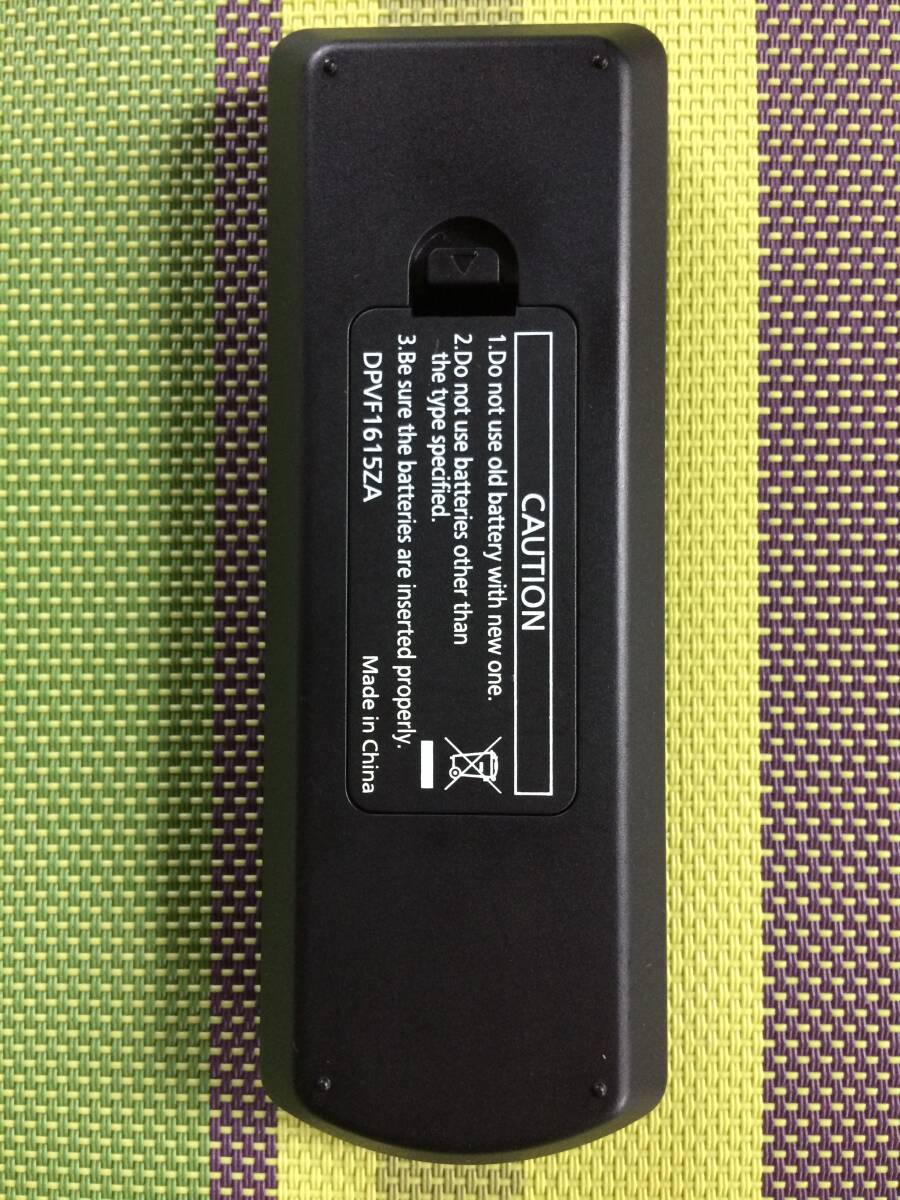 CAUTION
1.Do not use old battery with new one.
2.Do not use batteries other than
the type specified.
3.Be sure the batteries are inserted properly.
DPVF1615ZA Made in China